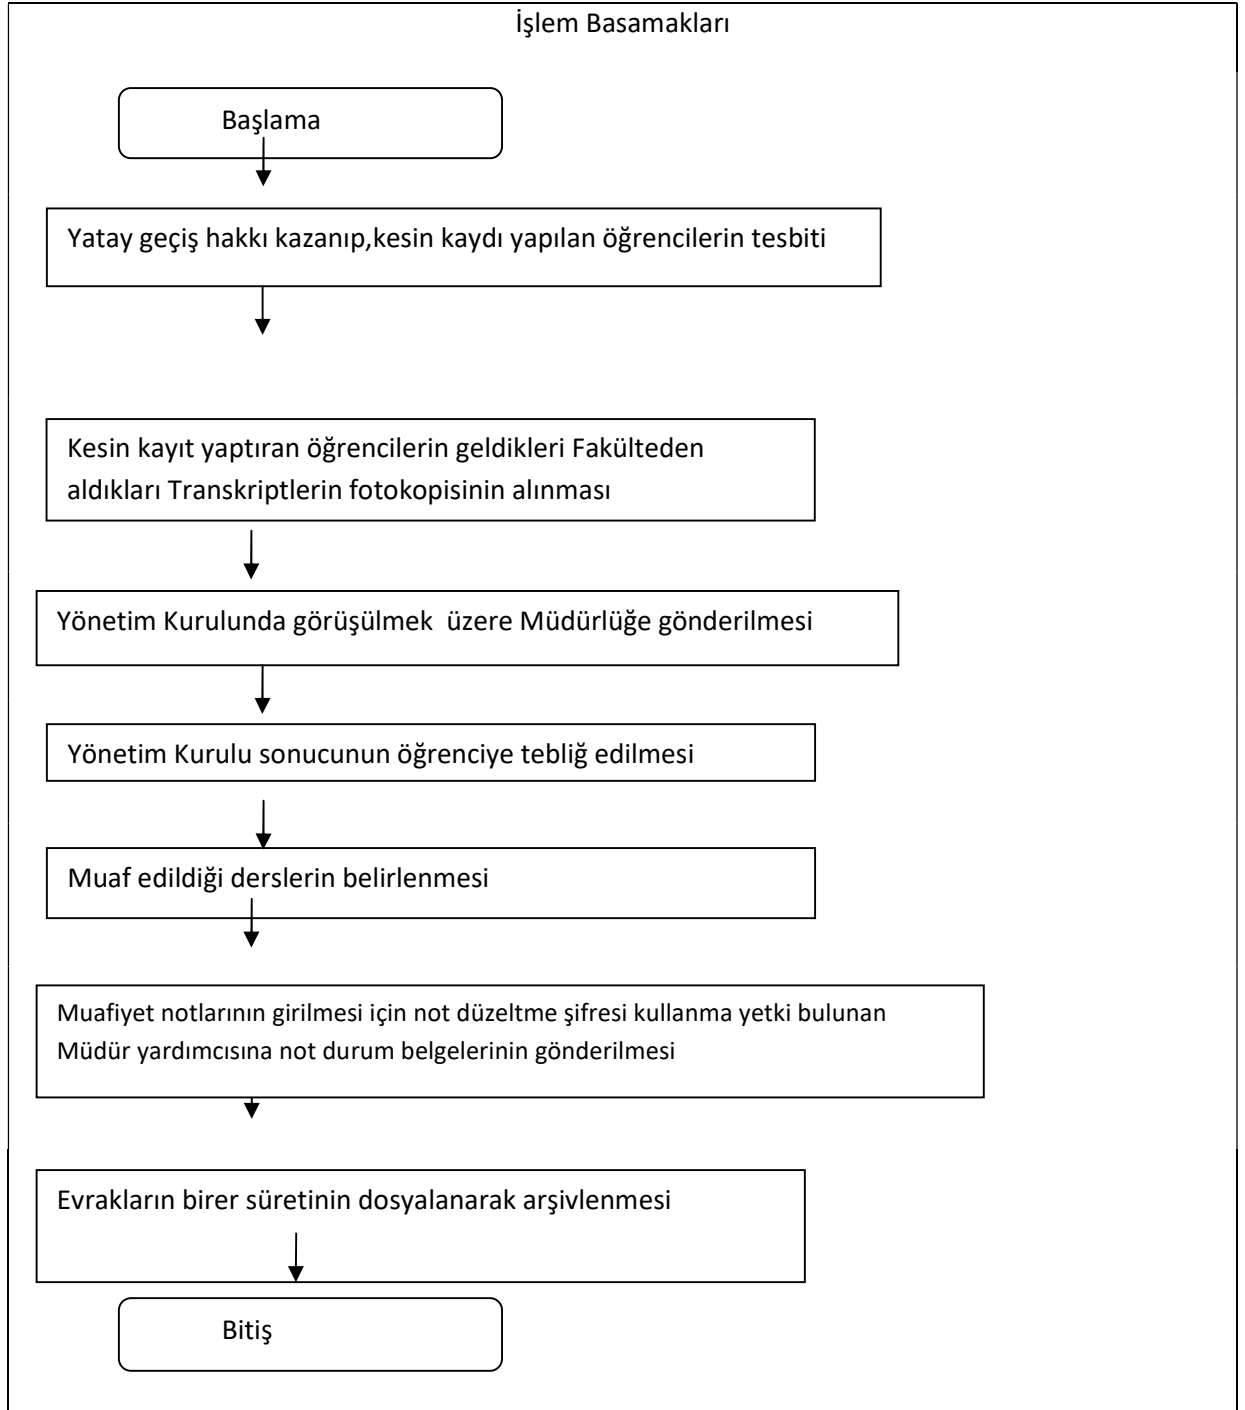 İşlem Basamakları
Başlama
Yatay geçiş hakkı kazanıp,kesin kaydı yapılan öğrencilerin tesbiti
Kesin kayıt yaptıran öğrencilerin geldikleri Fakülteden
aldıkları Transkriptlerin fotokopisinin alınması
Yönetim Kurulunda görüşülmek  üzere Müdürlüğe gönderilmesi
Yönetim Kurulu sonucunun öğrenciye tebliğ edilmesi
Muaf edildiği derslerin belirlenmesi
Muafiyet notlarının girilmesi için not düzeltme şifresi kullanma yetki bulunan
Müdür yardımcısına not durum belgelerinin gönderilmesi
Evrakların birer süretinin dosyalanarak arşivlenmesi
Bitiş